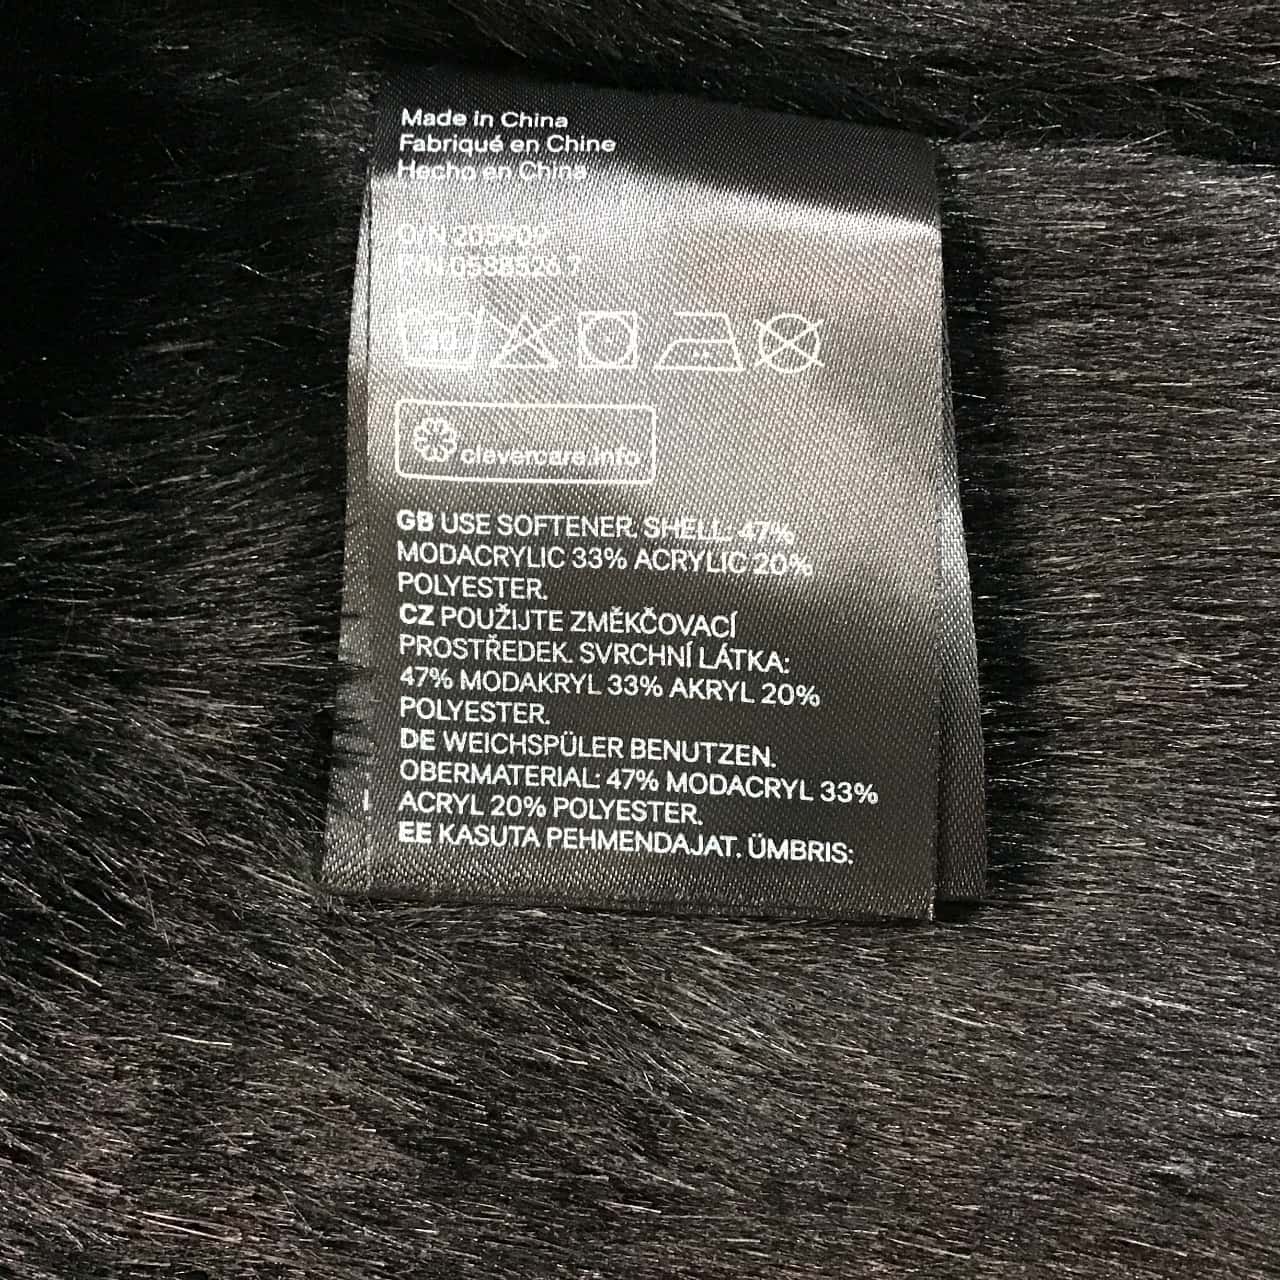 Made in China
Fabriqué en Chine
Hecho en China
clevercare.info
GB USE SOFTENER. SHELL: 47%
MODACRYLIC 33% ACRYLIC 20%
POLYESTER.
CZ POUŽIJTE ZMĚKČOVACÍ
PROSTŘEDEK. SVRCHNÍ LÁTKA:
47% MODAKRYL 33% AKRYL 20%
POLYESTER.
DE WEICHSPÜLER BENUTZEN.
OBERMATERIAL: 47% MODACRYL 33%
ACRYL 20% POLYESTER.
EE KASUTA PEHMENDAJAT. ÜMBRIS: